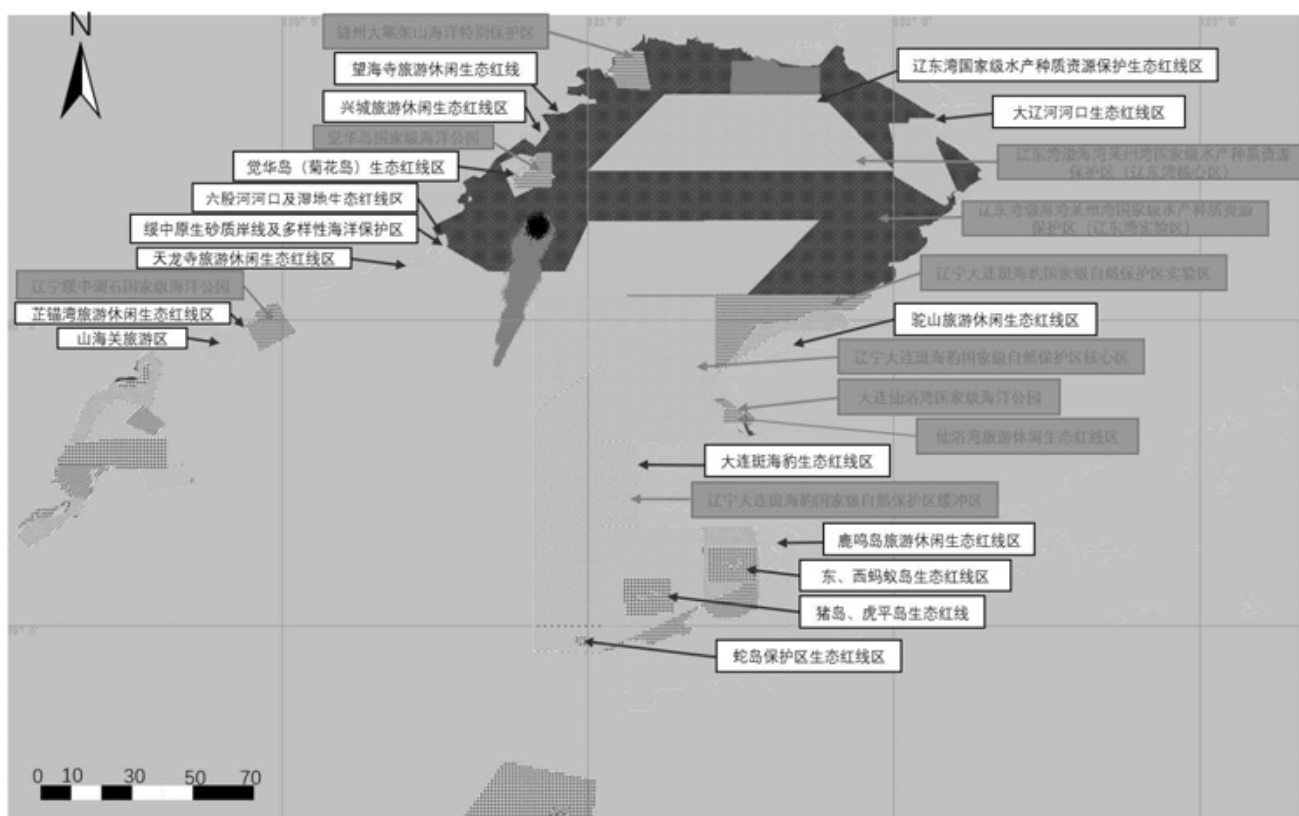 N
120° 0′
121° 0′
122° 0′
123° 0′
锦州大笔架山海洋特别保护区
望海寺旅游休闲生态红线
兴城旅游休闲生态红线区
觉华岛国家级海洋公园
觉华岛（菊花岛）生态红线区
六股河河口及湿地生态红线区
绥中原生砂质岸线及多样性海洋保护区
天龙寺旅游休闲生态红线区
辽宁绥中碣石国家级海洋公园
芷锚湾旅游休闲生态红线区
山海关旅游区
辽东湾国家级水产种质资源保护生态红线区
大辽河河口生态红线区
辽东湾渤海湾莱州湾国家级水产种质资源
保护区（辽东湾核心区）
辽东湾渤海湾莱州湾国家级水产种质资源
保护区（辽东湾实验区）
辽宁大连斑海豹国家级自然保护区实验区
驼山旅游休闲生态红线区
辽宁大连斑海豹国家级自然保护区核心区
大连仙浴湾国家级海洋公园
仙浴湾旅游休闲生态红线区
大连斑海豹生态红线区
辽宁大连斑海豹国家级自然保护区缓冲区
鹿鸣岛旅游休闲生态红线区
东、西蚂蚁岛生态红线区
猪岛、虎平岛生态红线
蛇岛保护区生态红线区
39° 0′
0 10 30 50 70